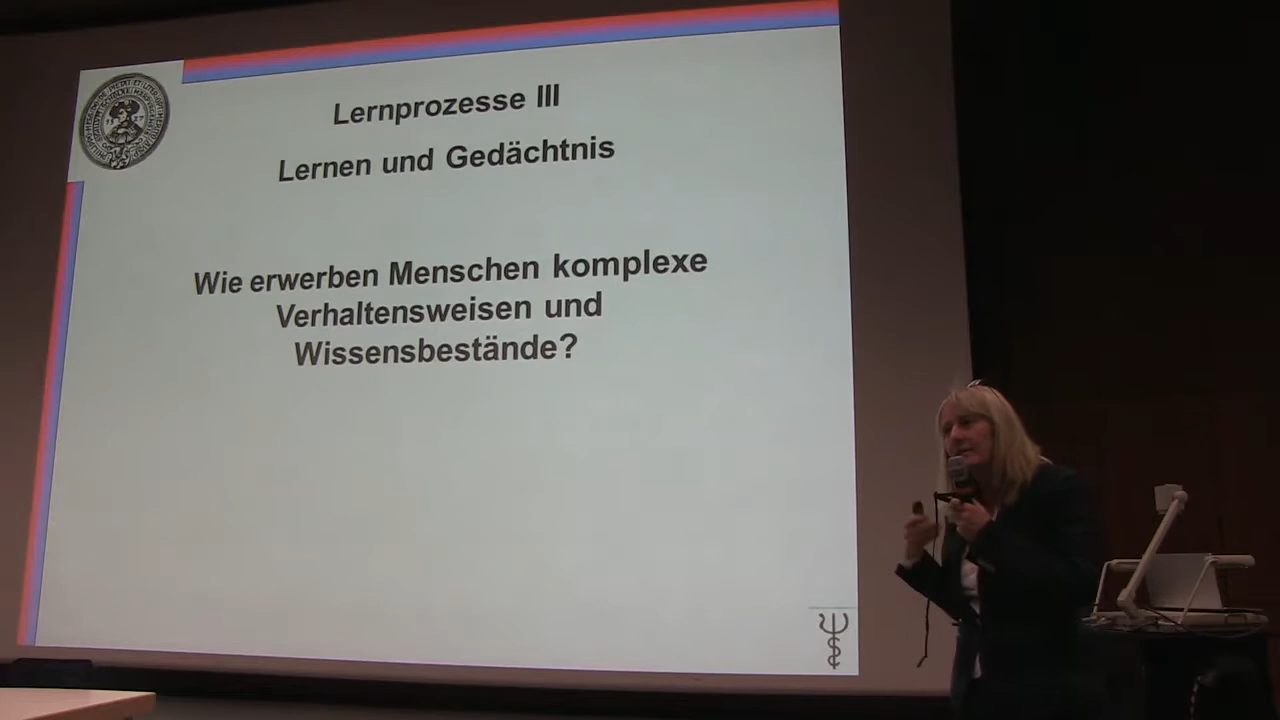 Lernprozesse III
Lernen und Gedächtnis
Wie erwerben Menschen komplexe
Verhaltensweisen und
Wissensbestände?